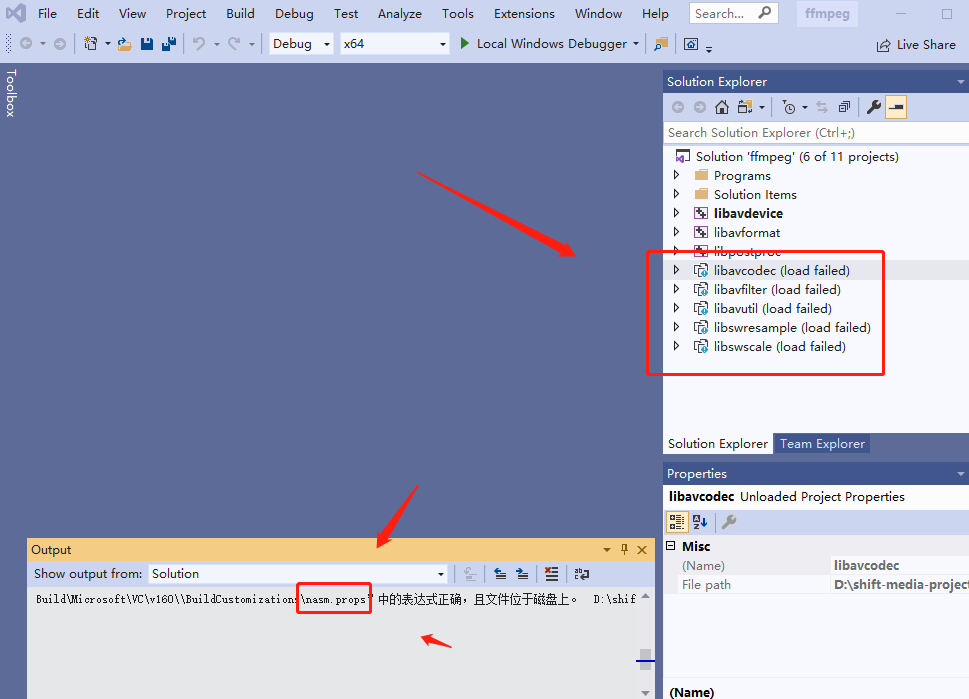 File Edit View Project Build Debug Test Analyze Tools Extensions Window Help Search... ffmpeg
Debug x64 Local Windows Debugger Live Share
Toolbox
Solution Explorer
Search Solution Explorer (Ctrl+;)
Solution 'ffmpeg' (6 of 11 projects)
Programs
Solution Items
libavdevice
libavformat
libpostproc
libavcodec (load failed)
libavfilter (load failed)
libavutil (load failed)
libswresample (load failed)
libswscale (load failed)
Solution Explorer Team Explorer
Properties
libavcodec Unloaded Project Properties
Misc
(Name) libavcodec
File path D:\shift-media-project
(Name)
Output
Show output from: Solution
Build\Microsoft\VC\v160\\BuildCustomizations\nasm.props" 中的表达式正确，且文件位于磁盘上。 D:\shif